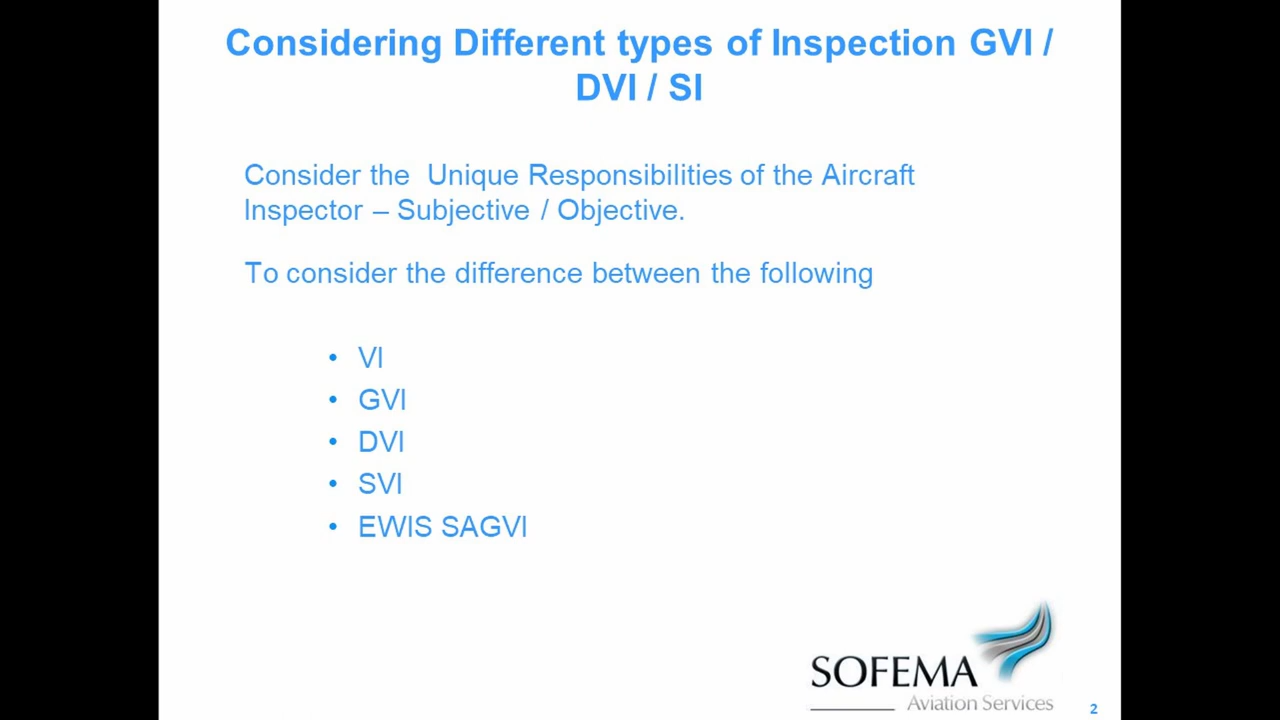 Considering Different types of Inspection GVI /
DVI / SI
Consider the  Unique Responsibilities of the Aircraft
Inspector – Subjective / Objective.
To consider the difference between the following
• VI
• GVI
• DVI
• SVI
• EWIS SAGVI
SOFEMA
Aviation Services
2